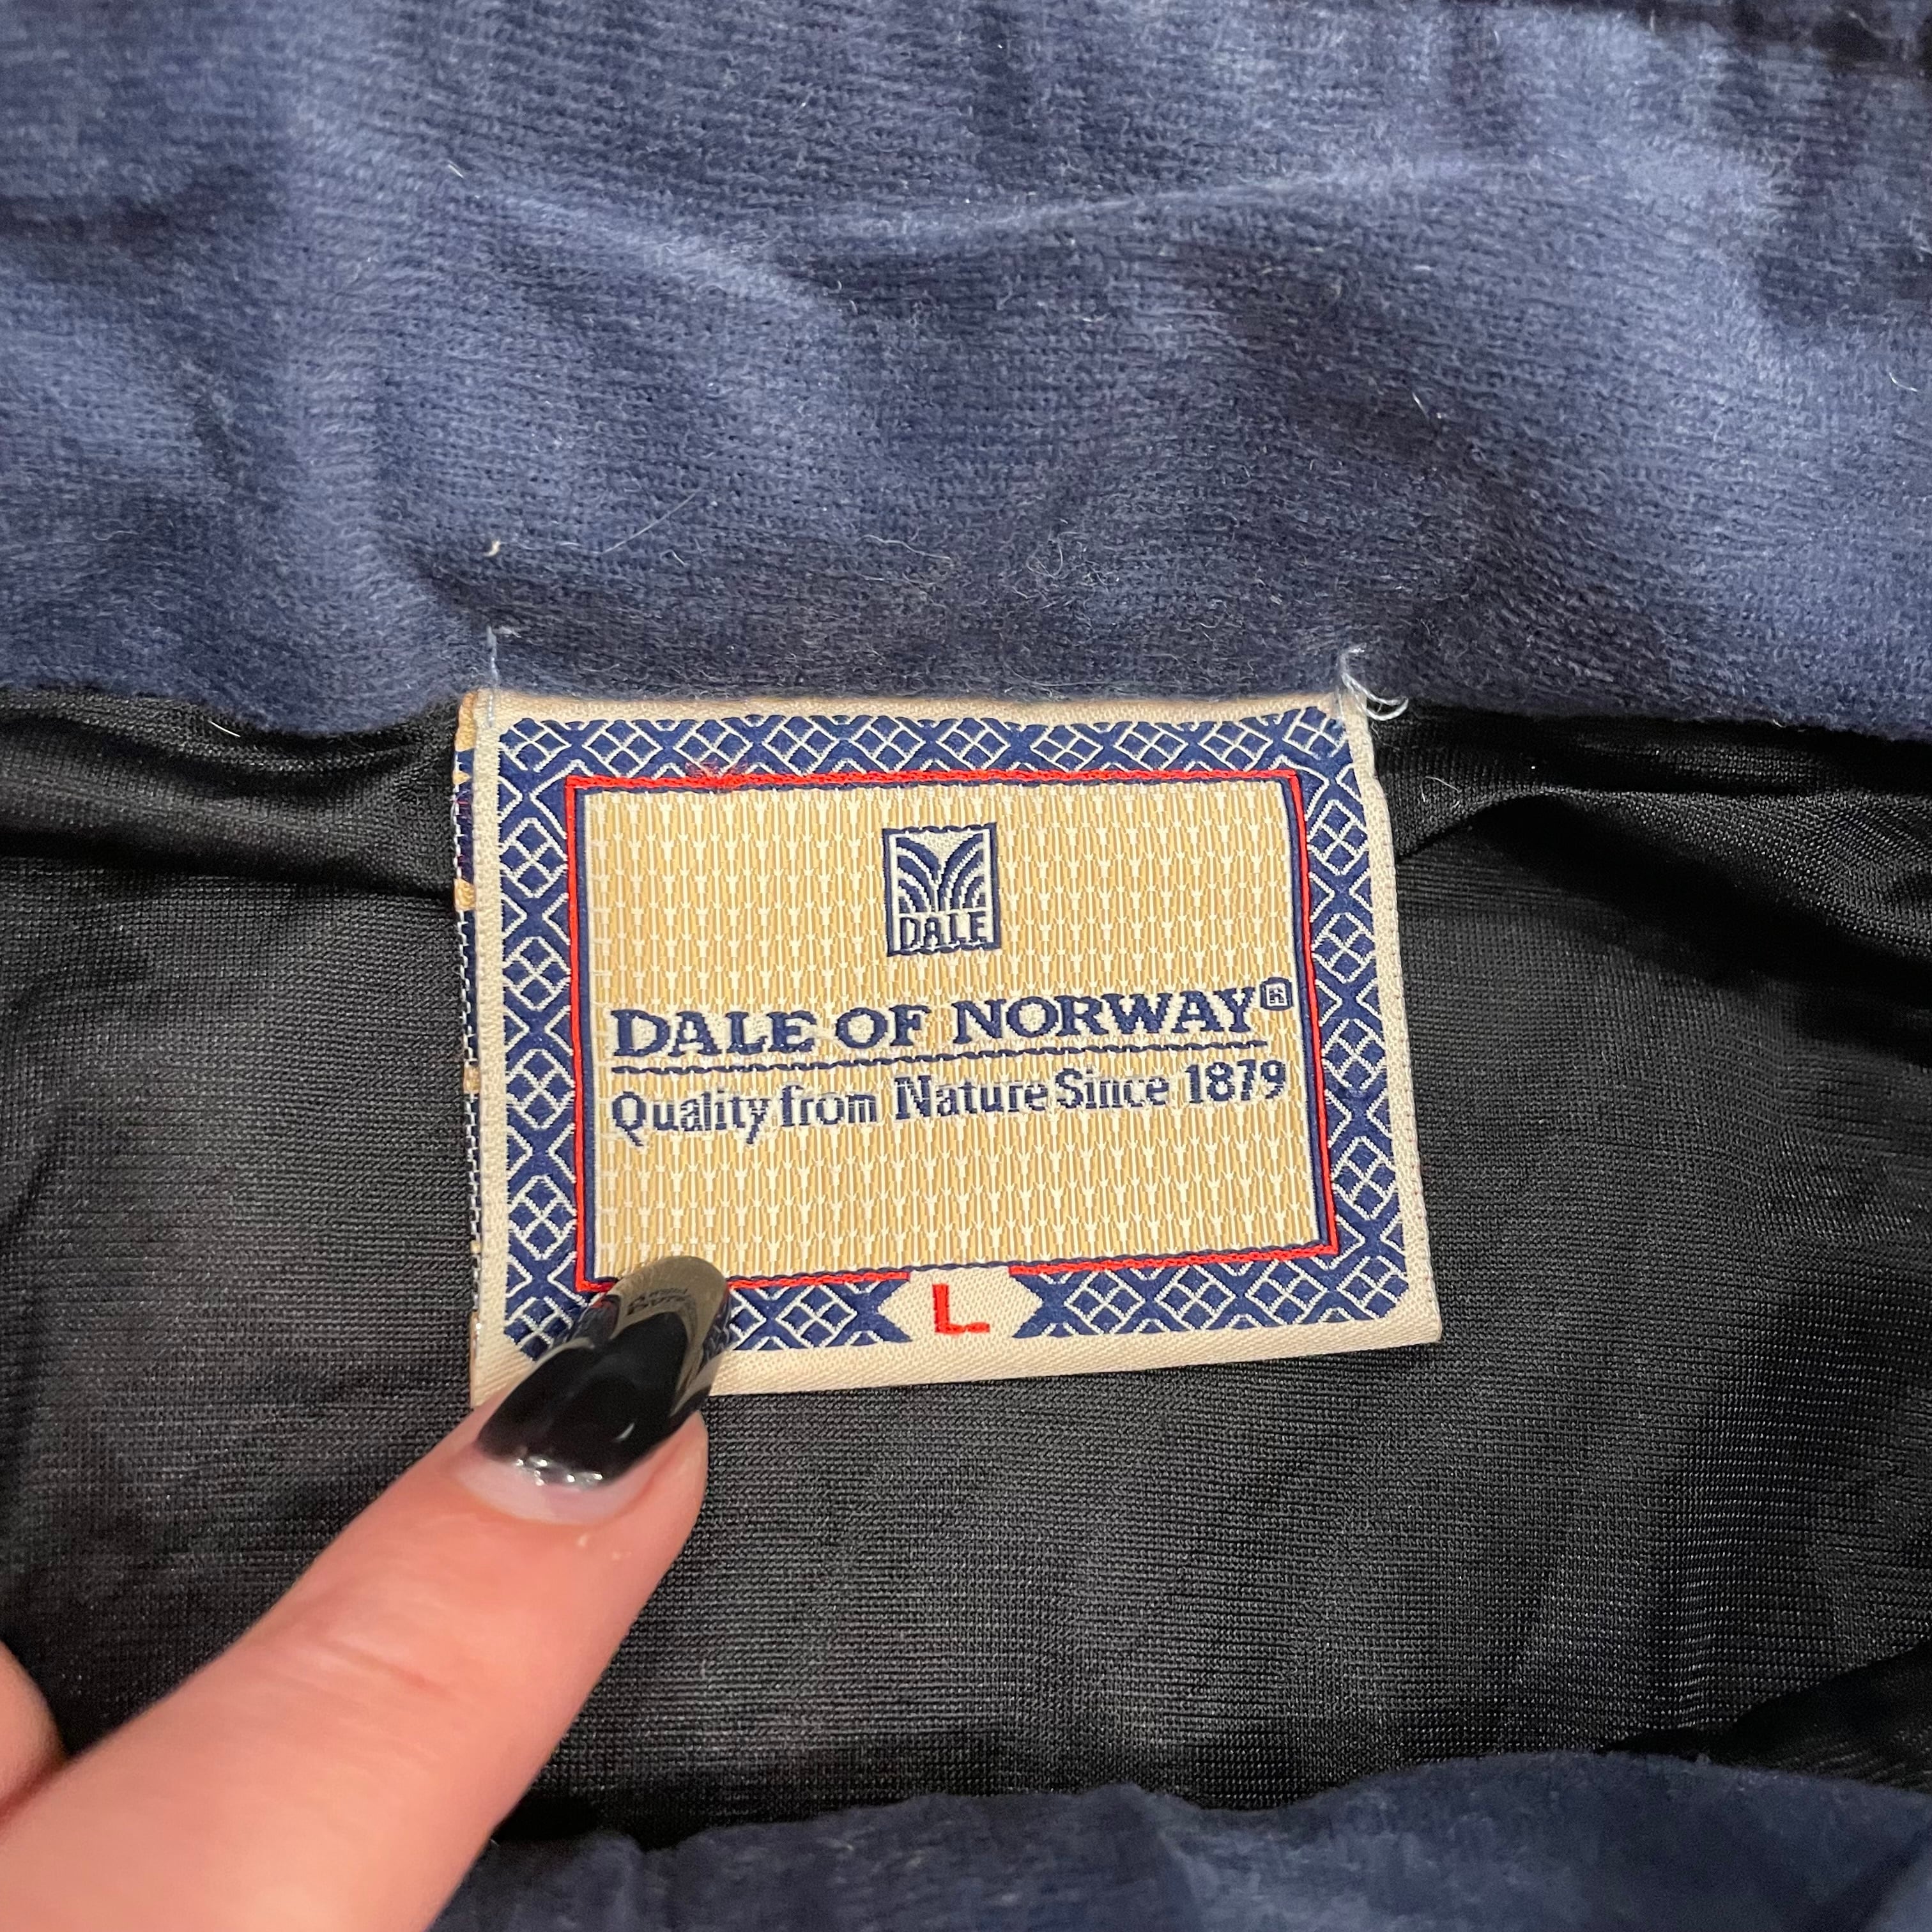 DALE
DALE OF NORWAY®
Quality from Nature Since 1879
L